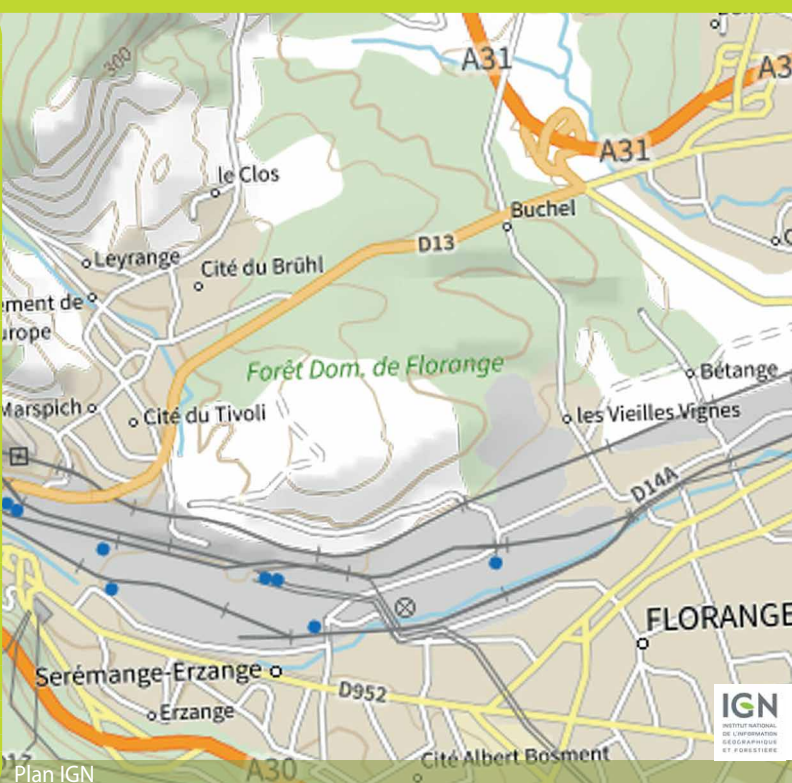 A31
A3
300
A31
le Clos
Buchel
D13
Leyrange
Cité du Brühl
ment de
urope
Forêt Dom. de Florange
Bétange
Marspich
Cité du Tivoli
les Vieilles Vignes
D14A
FLORANGE
Serémange-Erzange
D952
Erzange
IGN
INSTITUT NATIONAL
DE L'INFORMATION
GÉOGRAPHIQUE
ET FORESTIÈRE
Cité Albert Bosment
A30
Plan IGN